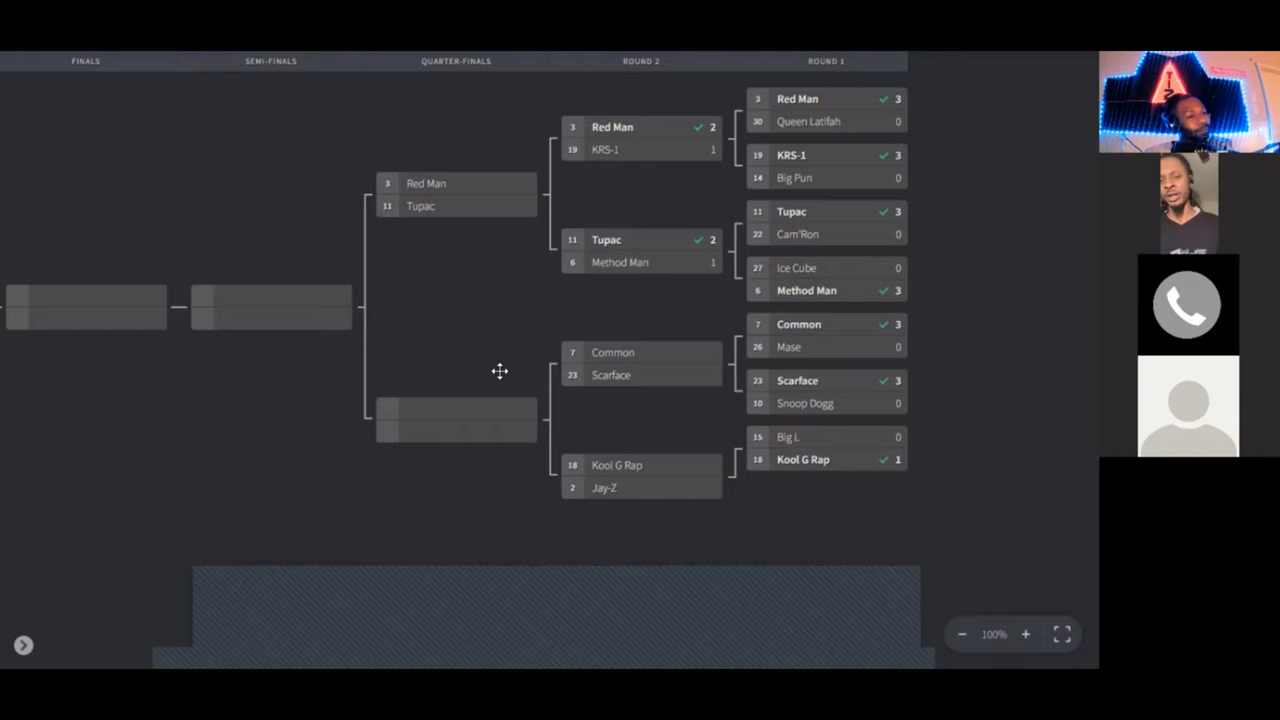 FINALS
SEMI-FINALS
QUARTER-FINALS
ROUND 2
ROUND 1
3 Red Man
11 Tupac
3 Red Man 2
19 KRS-1 1
11 Tupac 2
6 Method Man 1
7 Common
23 Scarface
18 Kool G Rap
2 Jay-Z
3 Red Man 3
30 Queen Latifah 0
19 KRS-1 3
14 Big Pun 0
11 Tupac 3
22 Cam'Ron 0
27 Ice Cube 0
6 Method Man 3
7 Common 3
26 Mase 0
23 Scarface 3
10 Snoop Dogg 0
15 Big L 0
18 Kool G Rap 1
100%